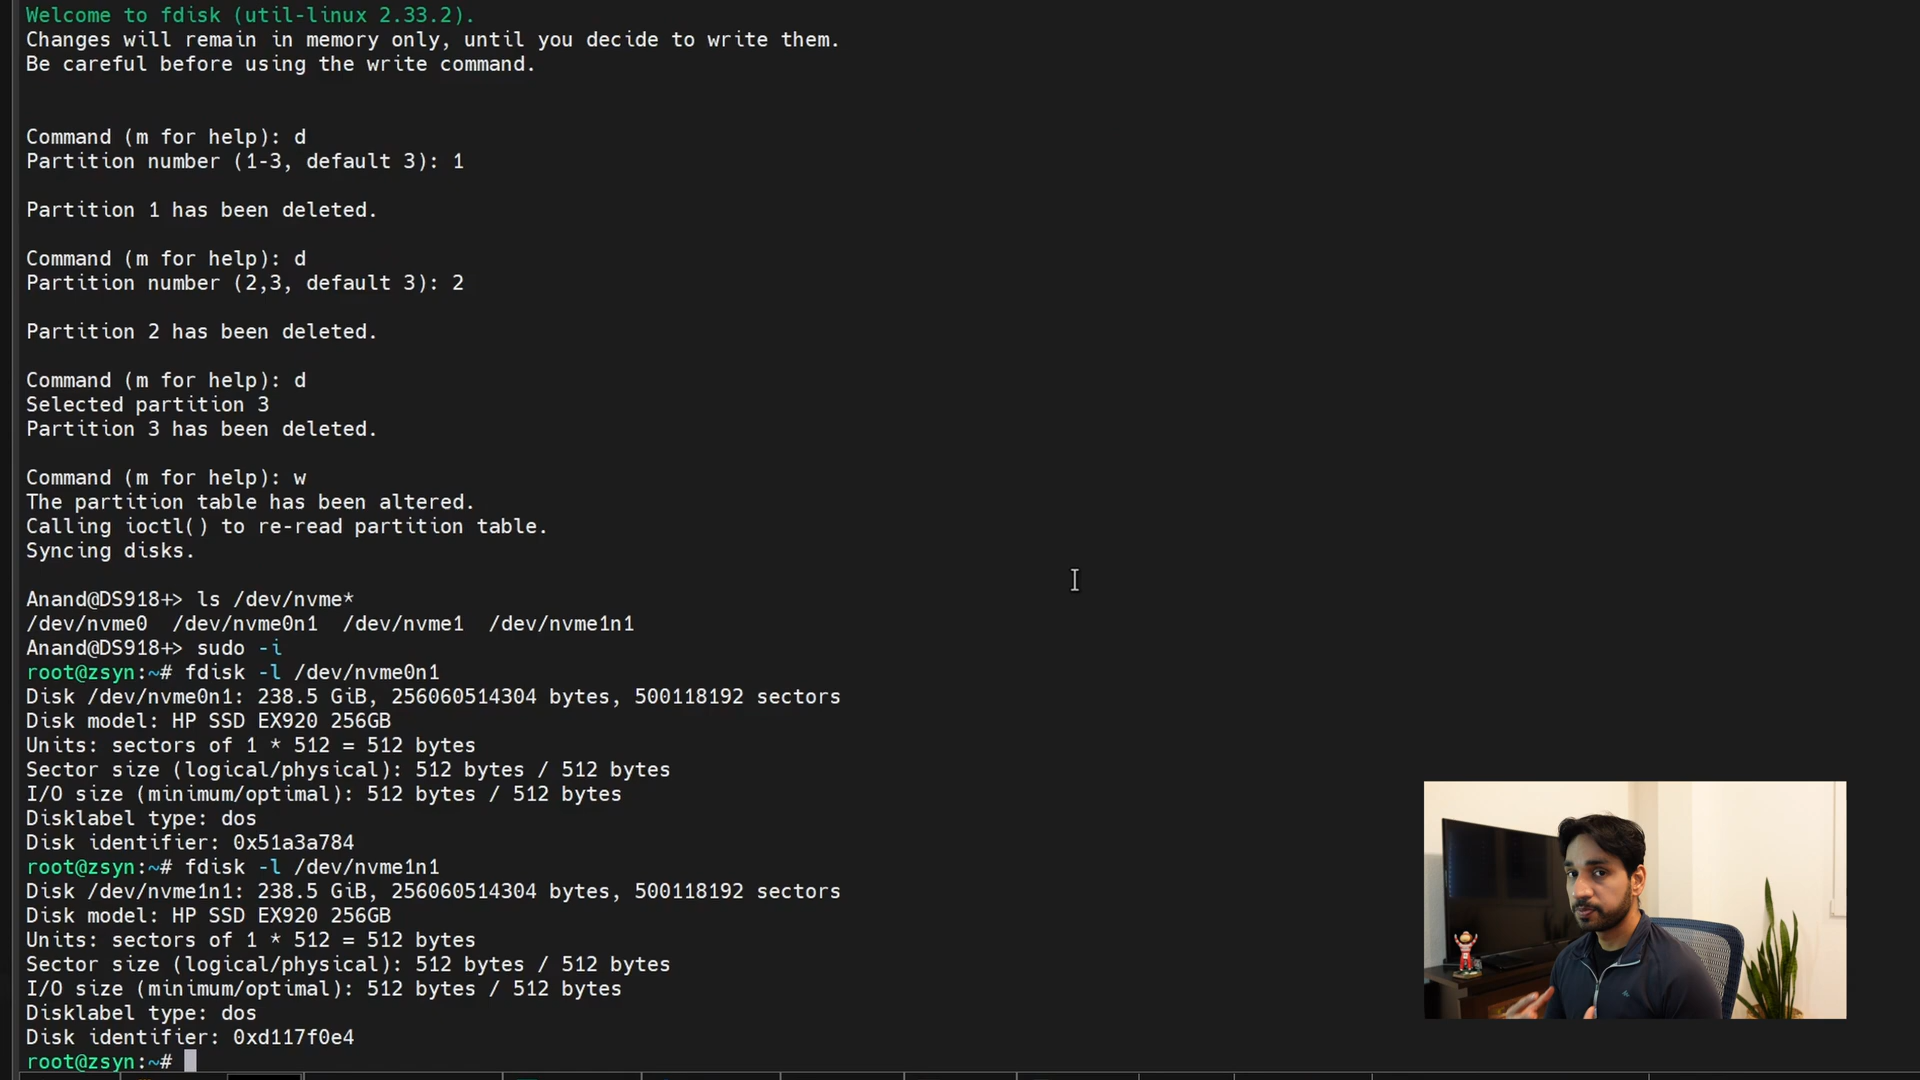 Welcome to fdisk (util-linux 2.33.2).
Changes will remain in memory only, until you decide to write them.
Be careful before using the write command.
Command (m for help): d
Partition number (1-3, default 3): 1
Partition 1 has been deleted.
Command (m for help): d
Partition number (2,3, default 3): 2
Partition 2 has been deleted.
Command (m for help): d
Selected partition 3
Partition 3 has been deleted.
Command (m for help): w
The partition table has been altered.
Calling ioctl() to re-read partition table.
Syncing disks.
Anand@DS918+> ls /dev/nvme*
/dev/nvme0  /dev/nvme0n1  /dev/nvme1  /dev/nvme1n1
Anand@DS918+> sudo -i
root@zsyn:~# fdisk -l /dev/nvme0n1
Disk /dev/nvme0n1: 238.5 GiB, 256060514304 bytes, 500118192 sectors
Disk model: HP SSD EX920 256GB
Units: sectors of 1 * 512 = 512 bytes
Sector size (logical/physical): 512 bytes / 512 bytes
I/O size (minimum/optimal): 512 bytes / 512 bytes
Disklabel type: dos
Disk identifier: 0x51a3a784
root@zsyn:~# fdisk -l /dev/nvme1n1
Disk /dev/nvme1n1: 238.5 GiB, 256060514304 bytes, 500118192 sectors
Disk model: HP SSD EX920 256GB
Units: sectors of 1 * 512 = 512 bytes
Sector size (logical/physical): 512 bytes / 512 bytes
I/O size (minimum/optimal): 512 bytes / 512 bytes
Disklabel type: dos
Disk identifier: 0xd117f0e4
root@zsyn:~#